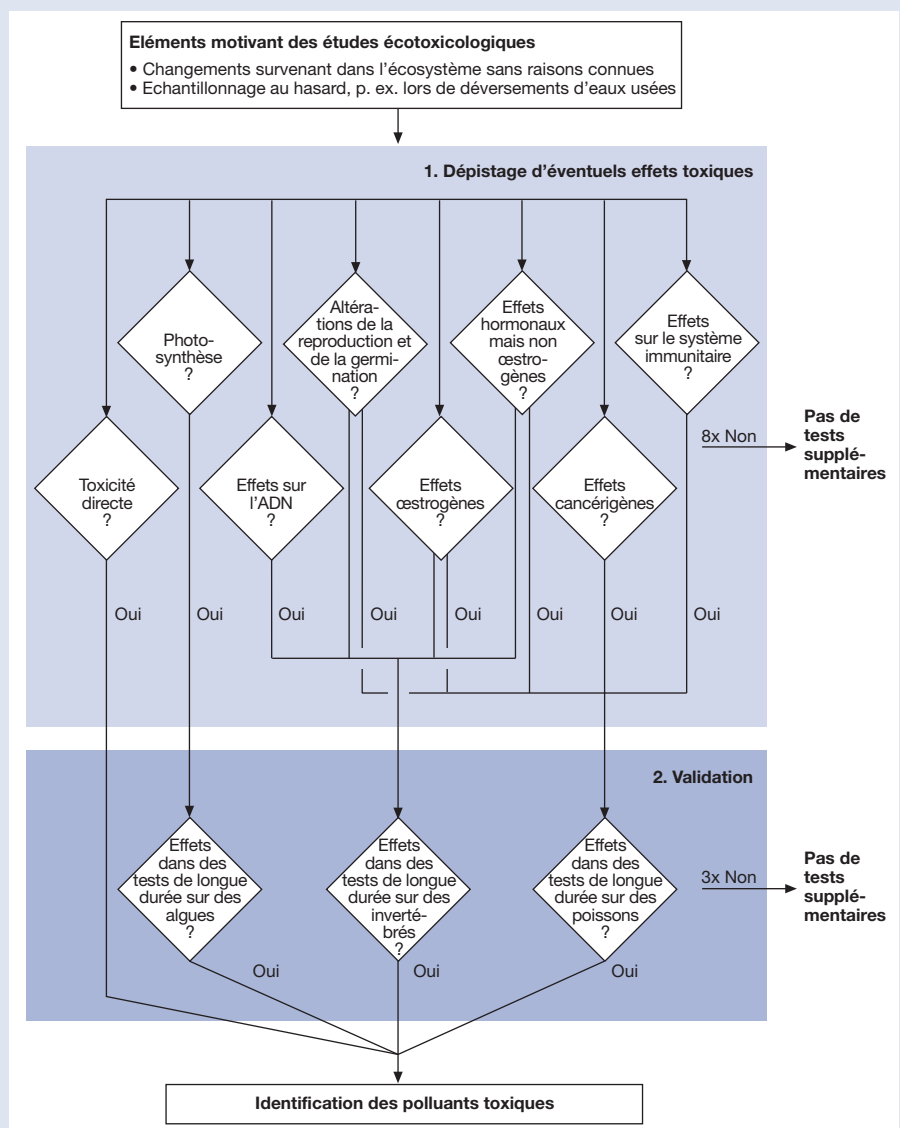 Eléments motivant des études écotoxicologiques
• Changements survenant dans l'écosystème sans raisons connues
• Echantillonnage au hasard, p. ex. lors de déversements d'eaux usées
1. Dépistage d'éventuels effets toxiques
Photo-
synthèse
?
Altéra-
tions de la
reproduction et
de la germi-
nation
?
Effets
hormonaux
mais non
œstro-
gènes
?
Effets
sur le système
immunitaire
?
Toxicité
directe
?
Effets sur
l'ADN
?
Effets
œstrogènes
?
Effets
cancérigènes
?
8x Non
Pas de
tests
supplé-
mentaires
Oui
Oui
Oui
Oui
Oui
Oui
Oui
Oui
2. Validation
Effets
dans des
tests de longue
durée sur des
algues
?
Effets
dans des
tests de longue
durée sur des
inverté-
brés
?
Effets
dans des
tests de longue
durée sur des
poissons
?
3x Non
Pas de
tests
supplé-
mentaires
Oui
Oui
Oui
Identification des polluants toxiques